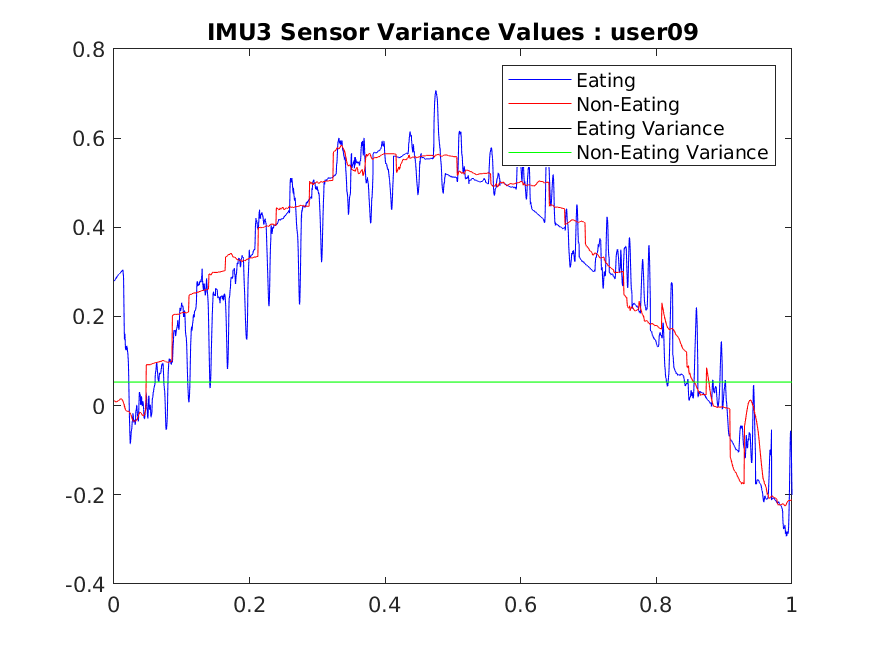 IMU3 Sensor Variance Values : user09
0.8
Eating
Non-Eating
Eating Variance
Non-Eating Variance
0.6
0.4
0.2
0
-0.2
-0.4
0 0.2 0.4 0.6 0.8 1